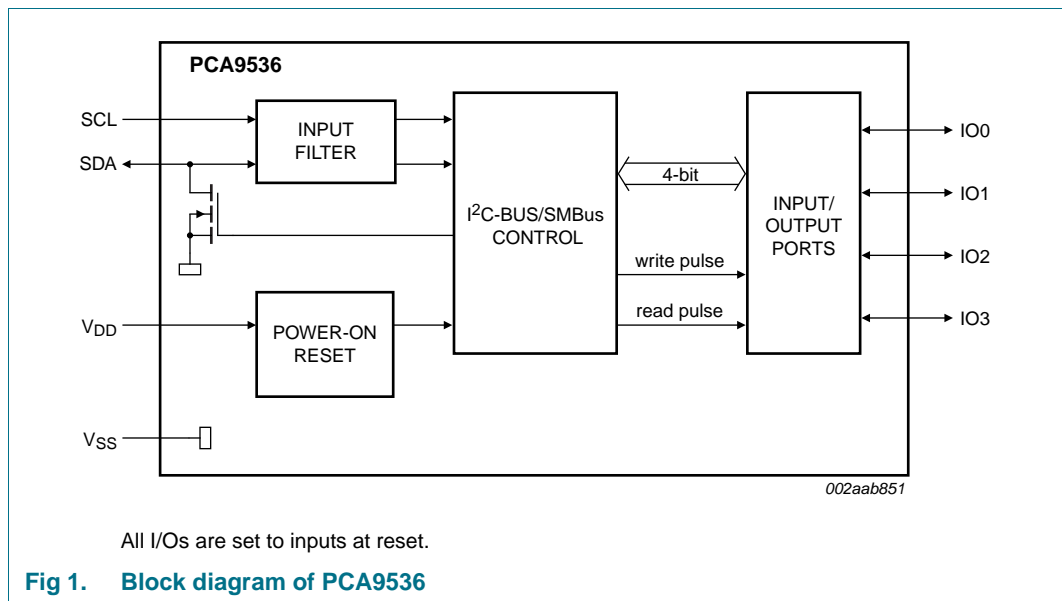 PCA9536
SCL
SDA
INPUT
FILTER
I²C-BUS/SMBus
CONTROL
4-bit
write pulse
read pulse
INPUT/
OUTPUT
PORTS
IO0
IO1
IO2
IO3
VDD
POWER-ON
RESET
VSS
002aab851
All I/Os are set to inputs at reset.
Fig 1. Block diagram of PCA9536